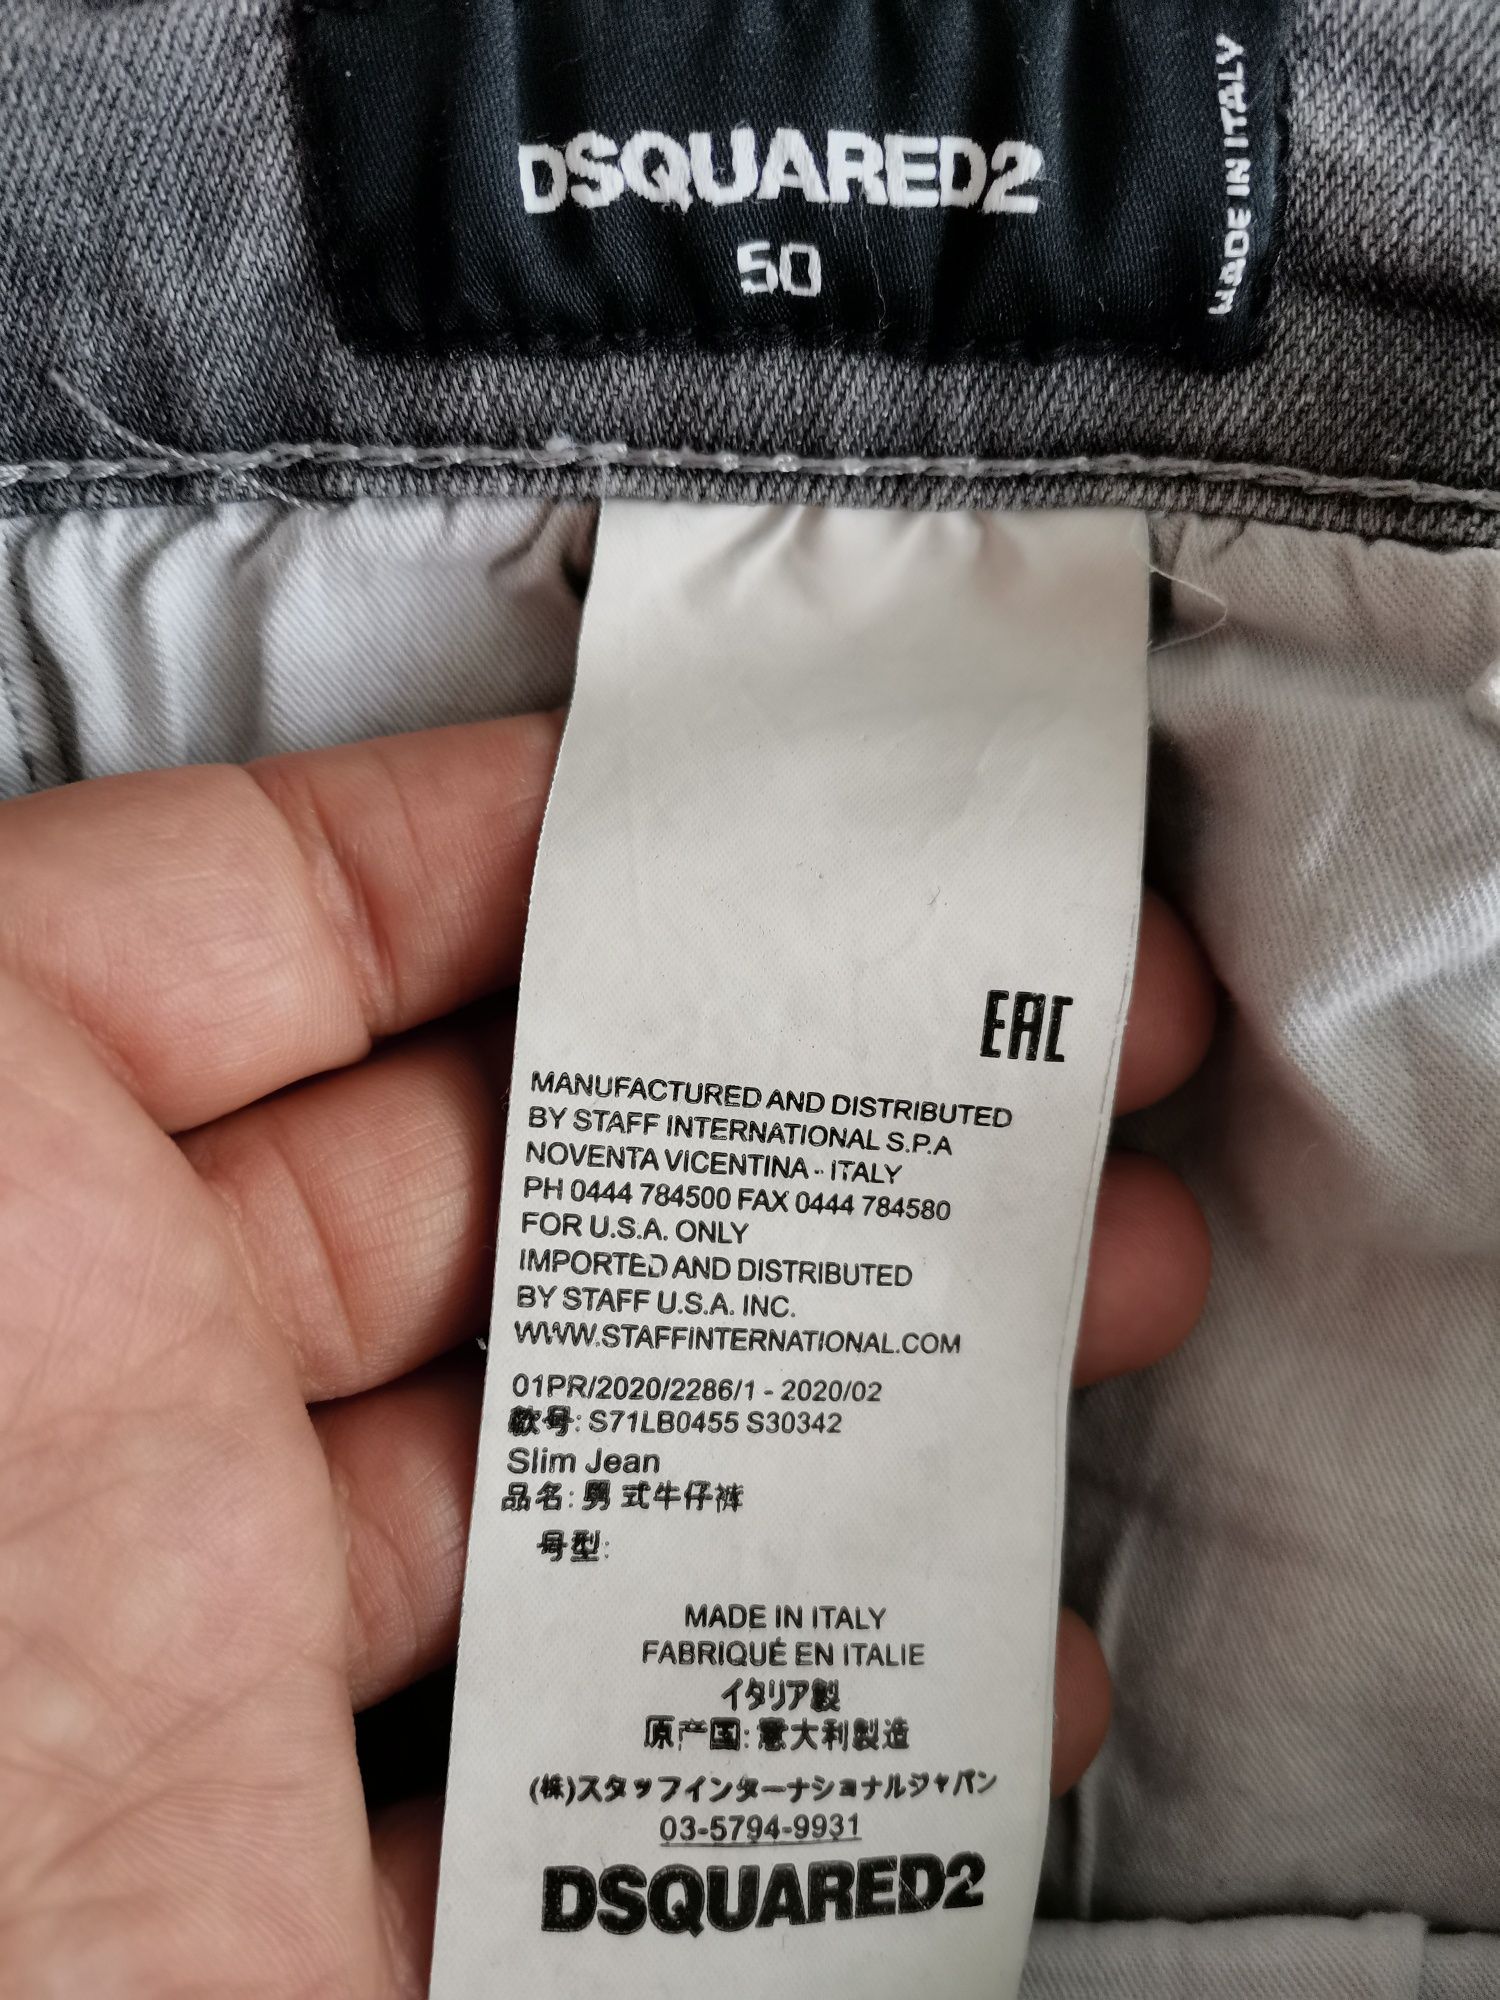 DSQUARED2
50
MADE IN ITALY
EAC
MANUFACTURED AND DISTRIBUTED
BY STAFF INTERNATIONAL S.P.A
NOVENTA VICENTINA - ITALY
PH 0444 784500 FAX 0444 784580
FOR U.S.A. ONLY
IMPORTED AND DISTRIBUTED
BY STAFF U.S.A. INC.
WWW.STAFFINTERNATIONAL.COM
01PR/2020/2286/1 - 2020/02
款号: S71LB0455 S30342
Slim Jean
品名: 男式牛仔裤
号型:
MADE IN ITALY
FABRIQUÉ EN ITALIE
イタリア製
原产国: 意大利製造
(株)スタッフインターナショナルジャパン
03-5794-9931
DSQUARED2